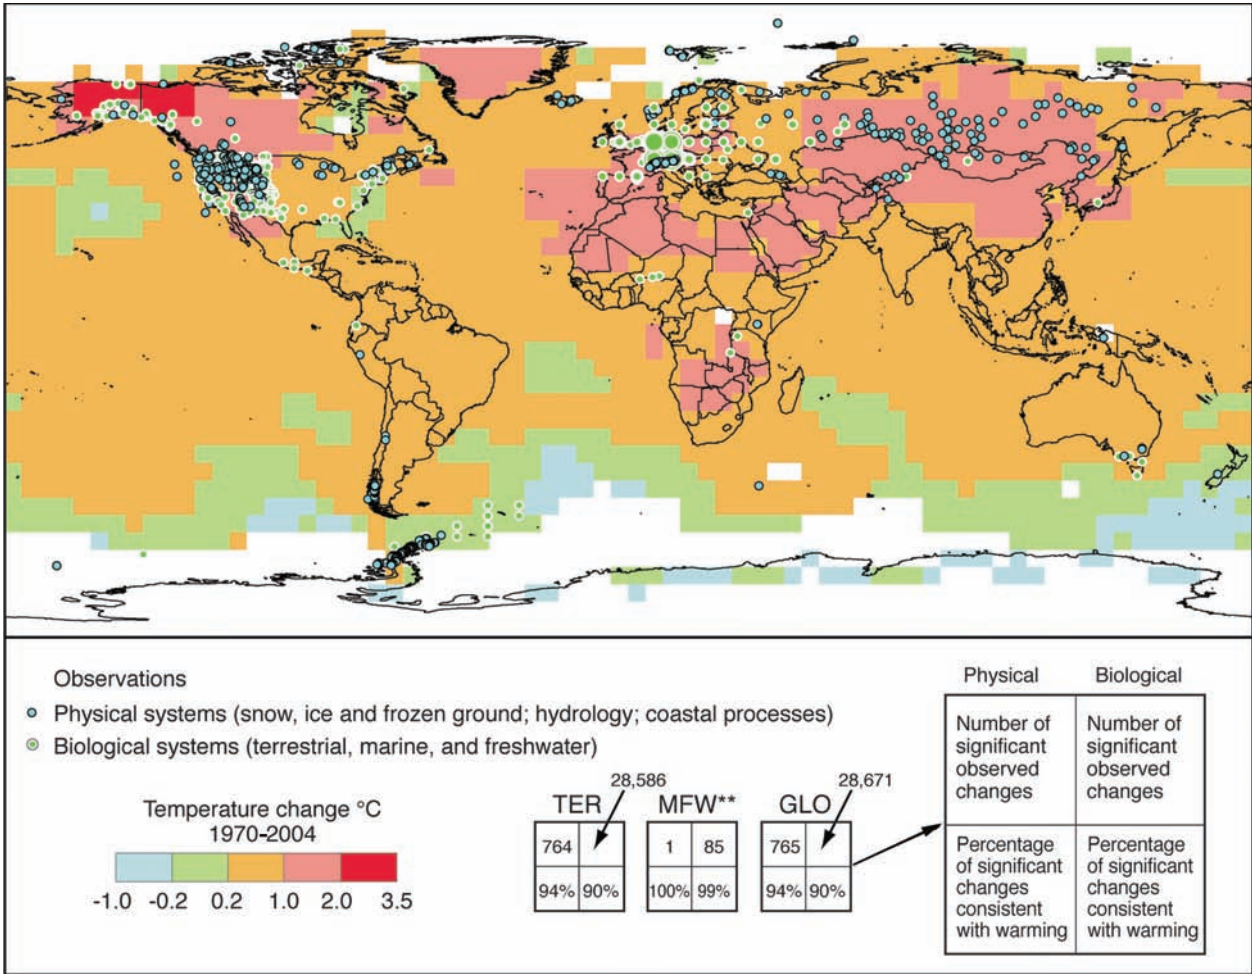 Observations
Physical systems (snow, ice and frozen ground; hydrology; coastal processes)
Biological systems (terrestrial, marine, and freshwater)
Temperature change °C
1970-2004
-1.0 -0.2 0.2 1.0 2.0 3.5
28,586
28,671
TER MFW** GLO
764 1 85 765
94% 90% 100% 99% 94% 90%
Physical Biological
Number of significant observed changes
Number of significant observed changes
Percentage of significant changes consistent with warming
Percentage of significant changes consistent with warming